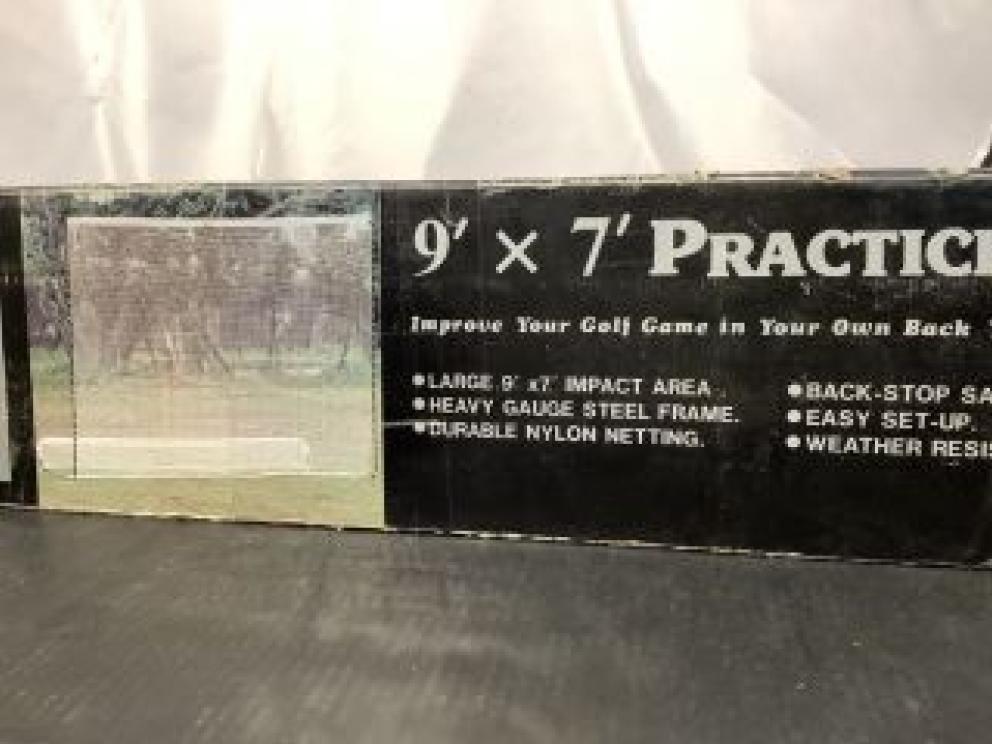 9' × 7' PRACTICE
Improve Your Golf Game in Your Own Back
●LARGE 9' x7' IMPACT AREA.
●HEAVY GAUGE STEEL FRAME.
●DURABLE NYLON NETTING.
●BACK-STOP SA
●EASY SET-UP.
●WEATHER RESIS